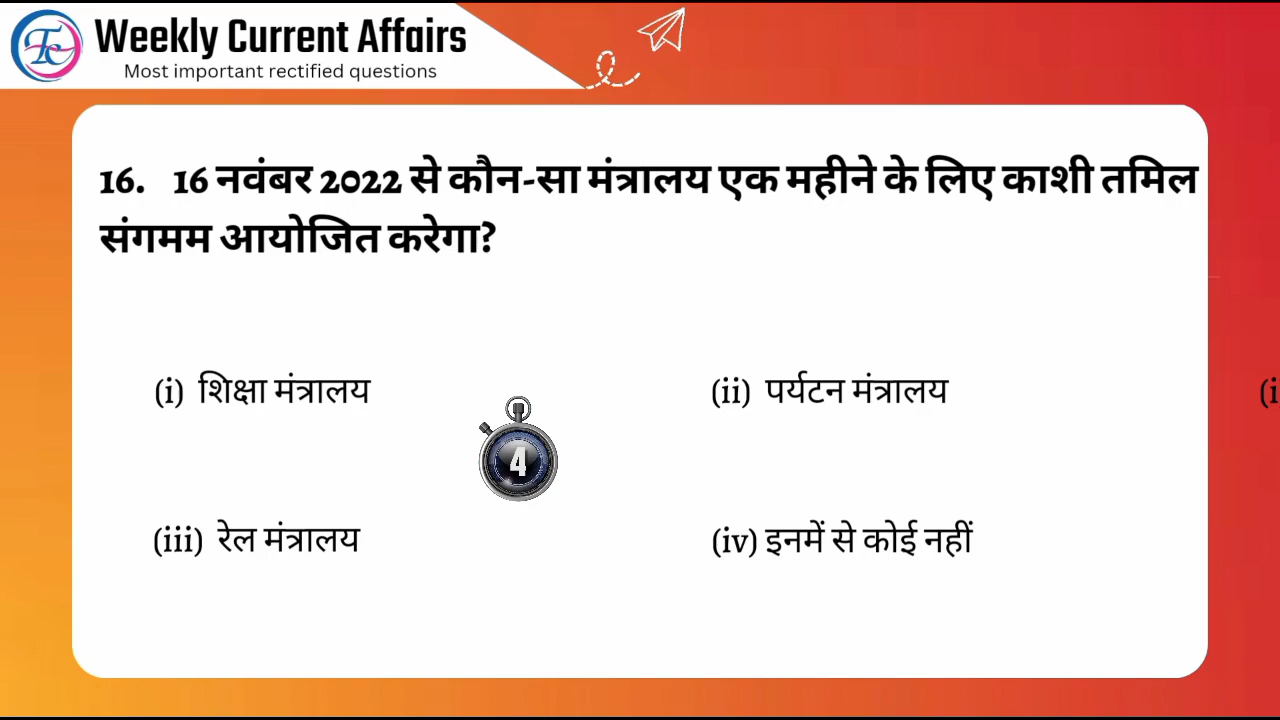 Weekly Current Affairs
Most important rectified questions
16. 16 नवंबर 2022 से कौन-सा मंत्रालय एक महीने के लिए काशी तमिल
संगमम आयोजित करेगा?
(i) शिक्षा मंत्रालय
(ii) पर्यटन मंत्रालय
4
(iii) रेल मंत्रालय
(iv) इनमें से कोई नहीं